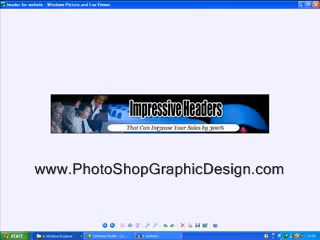 header for website - Windows Picture and Fax Viewer
Impressive Headers
That Can Increase Your Sales by 300%
www.PhotoShopGraphicDesign.com
start